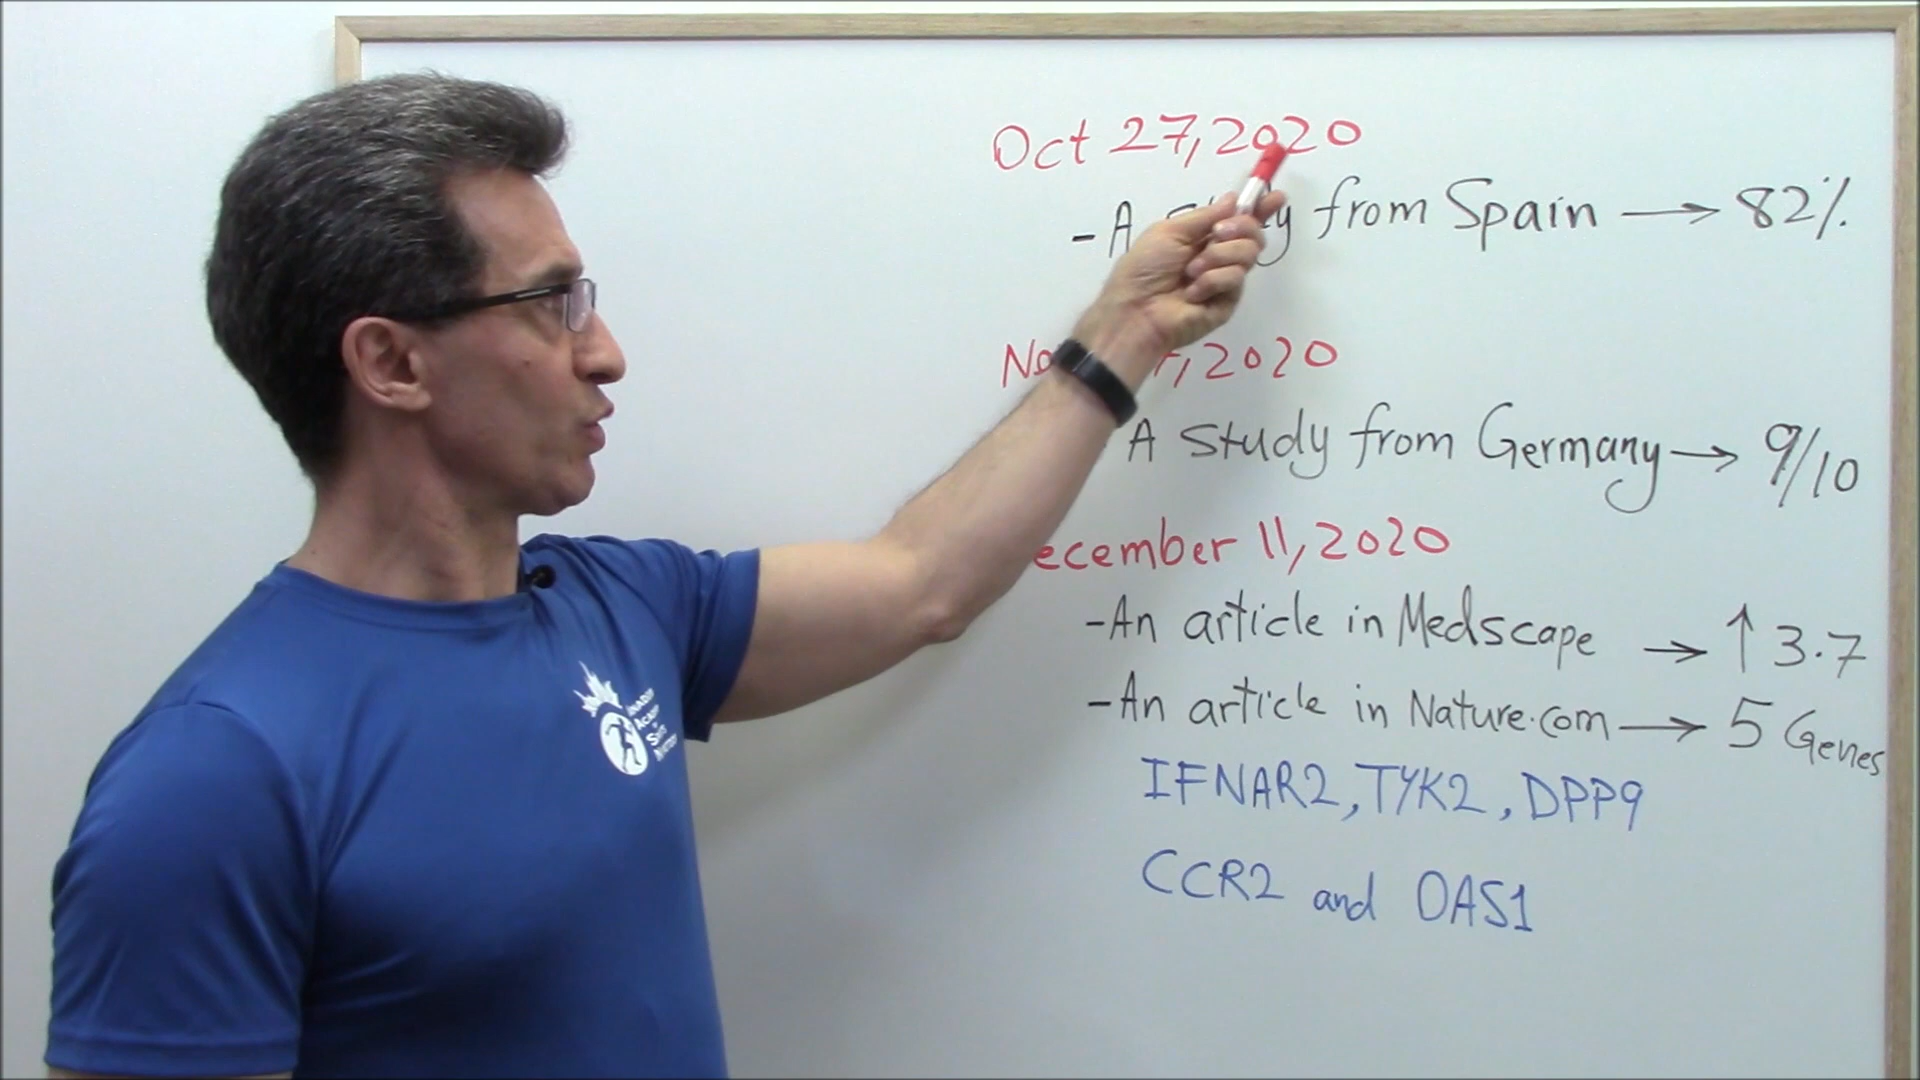 Oct 27, 2020
- A study from Spain → 82%
2020
A study from Germany → 9/10
ecember 11, 2020
- An article in Medscape → ↑ 3.7
- An article in Nature.com → 5 Genes
IFNAR2, TYK2, DPP9
CCR2 and OAS1